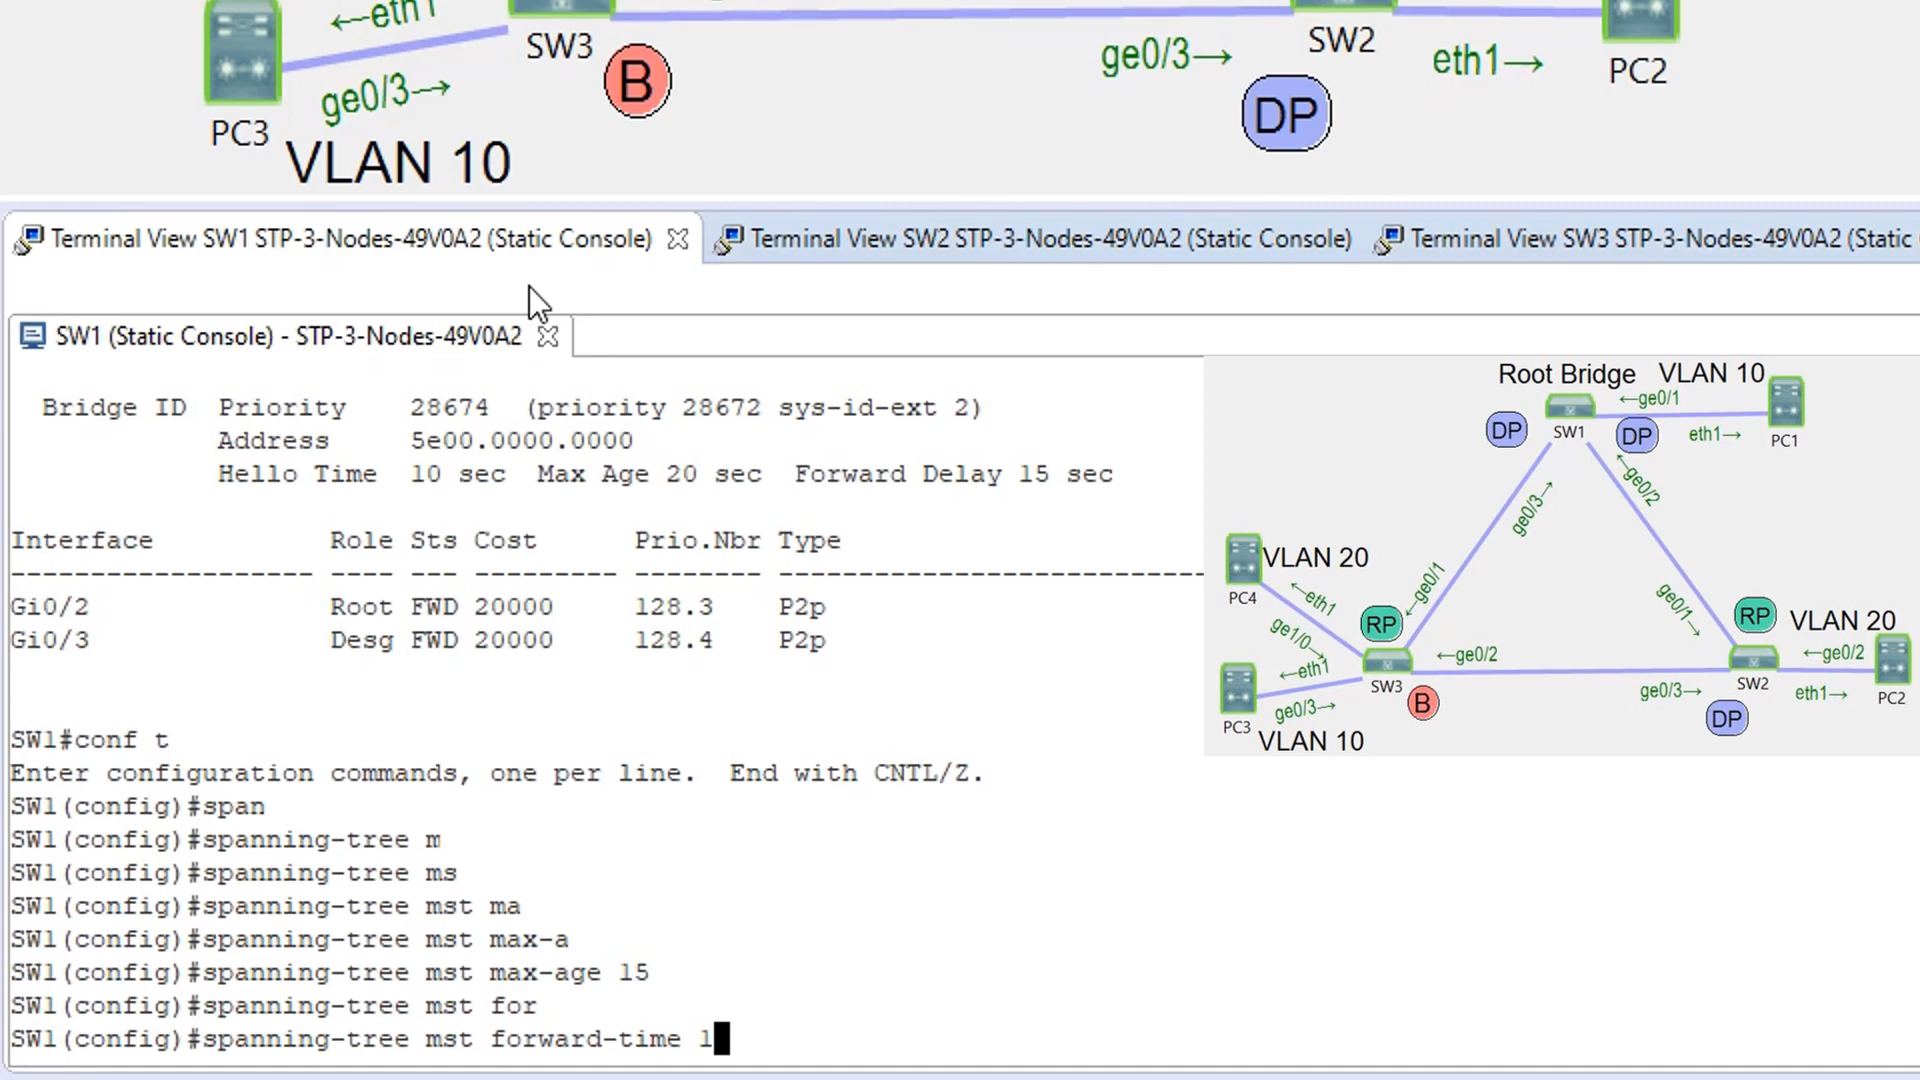 ←eth1
SW3
SW2
ge0/3→
eth1→
B
PC2
ge0/3→
DP
PC3
VLAN 10
Terminal View SW1 STP-3-Nodes-49V0A2 (Static Console)
Terminal View SW2 STP-3-Nodes-49V0A2 (Static Console)
Terminal View SW3 STP-3-Nodes-49V0A2 (Static
SW1 (Static Console) - STP-3-Nodes-49V0A2
Bridge ID Priority 28674 (priority 28672 sys-id-ext 2)
Address 5e00.0000.0000
Hello Time 10 sec Max Age 20 sec Forward Delay 15 sec
Interface Role Sts Cost Prio.Nbr Type
------------------- ---- --- --------- -------- --------------------------------
Gi0/2 Root FWD 20000 128.3 P2p
Gi0/3 Desg FWD 20000 128.4 P2p
SW1#conf t
Enter configuration commands, one per line. End with CNTL/Z.
SW1(config)#span
SW1(config)#spanning-tree m
SW1(config)#spanning-tree ms
SW1(config)#spanning-tree mst ma
SW1(config)#spanning-tree mst max-a
SW1(config)#spanning-tree mst max-age 15
SW1(config)#spanning-tree mst for
SW1(config)#spanning-tree mst forward-time 1
Root Bridge VLAN 10
←ge0/1
DP
SW1
DP
eth1→
PC1
←ge0/2
ge0/3→
VLAN 20
PC4
←eth1
←ge0/1
ge0/1→
RP
RP
VLAN 20
ge1/0→
←ge0/2
←ge0/2
←eth1
SW3
SW2
ge0/3→
eth1→
PC2
B
DP
ge0/3→
PC3
VLAN 10